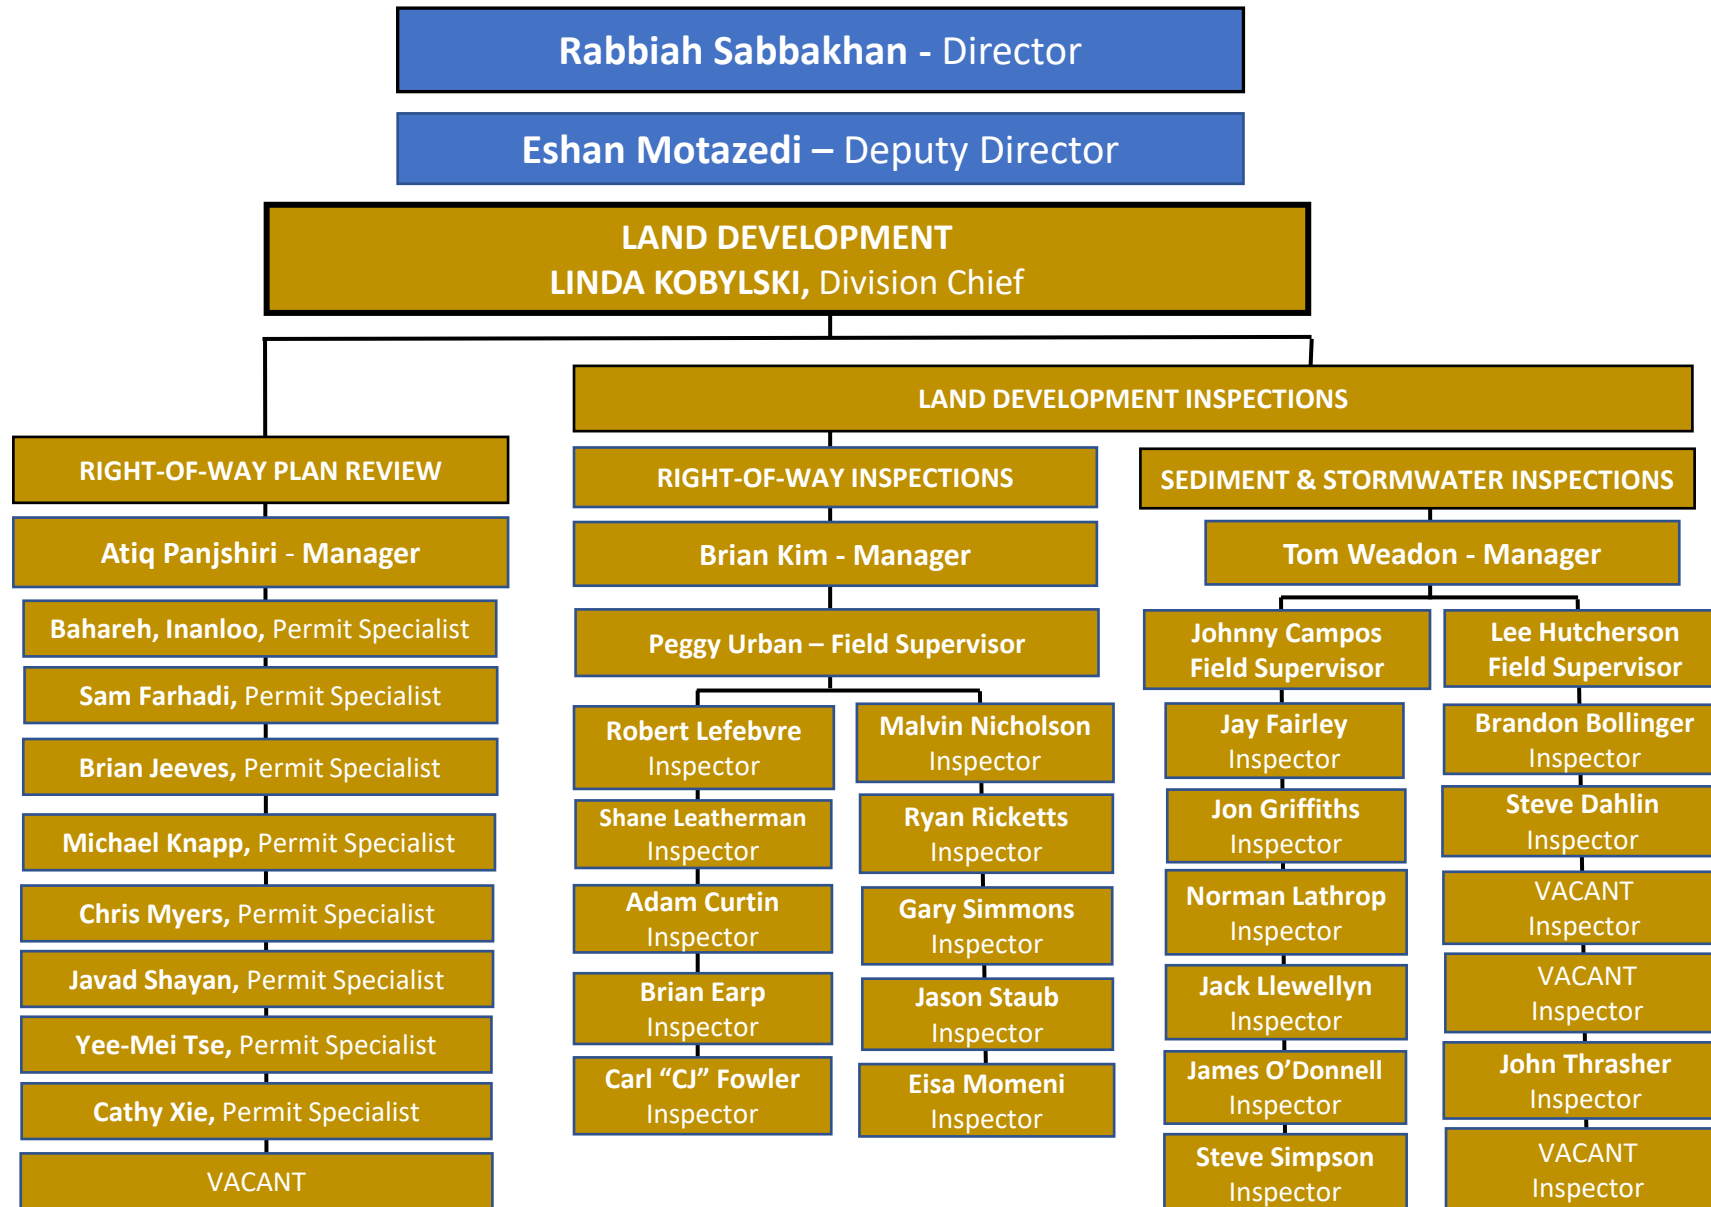 Rabbiah Sabbakhan - Director
Eshan Motazedi – Deputy Director
LAND DEVELOPMENT
LINDA KOBYLSKI, Division Chief
RIGHT-OF-WAY PLAN REVIEW
Atiq Panjshiri - Manager
Bahareh, Inanloo, Permit Specialist
Sam Farhadi, Permit Specialist
Brian Jeeves, Permit Specialist
Michael Knapp, Permit Specialist
Chris Myers, Permit Specialist
Javad Shayan, Permit Specialist
Yee-Mei Tse, Permit Specialist
Cathy Xie, Permit Specialist
VACANT
LAND DEVELOPMENT INSPECTIONS
RIGHT-OF-WAY INSPECTIONS
Brian Kim - Manager
Peggy Urban – Field Supervisor
Robert Lefebvre
Inspector
Shane Leatherman
Inspector
Adam Curtin
Inspector
Brian Earp
Inspector
Carl “CJ” Fowler
Inspector
Malvin Nicholson
Inspector
Ryan Ricketts
Inspector
Gary Simmons
Inspector
Jason Staub
Inspector
Eisa Momeni
Inspector
SEDIMENT & STORMWATER INSPECTIONS
Tom Weadon - Manager
Johnny Campos
Field Supervisor
Jay Fairley
Inspector
Jon Griffiths
Inspector
Norman Lathrop
Inspector
Jack Llewellyn
Inspector
James O’Donnell
Inspector
Steve Simpson
Inspector
Lee Hutcherson
Field Supervisor
Brandon Bollinger
Inspector
Steve Dahlin
Inspector
VACANT
Inspector
VACANT
Inspector
John Thrasher
Inspector
VACANT
Inspector